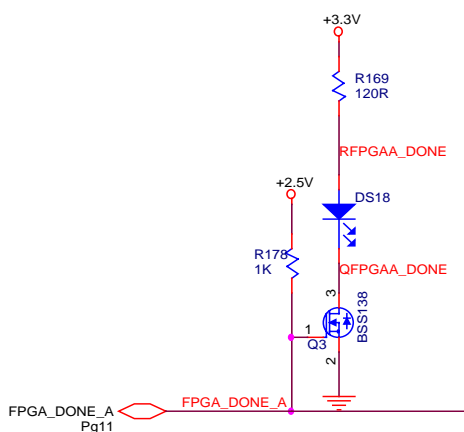 +3.3V
R169
120R
RFPGAA_DONE
+2.5V
DS18
R178
1K
QFPGAA_DONE
3
BSS138
1
Q3
2
FPGA_DONE_A
FPGA_DONE_A
Pg11